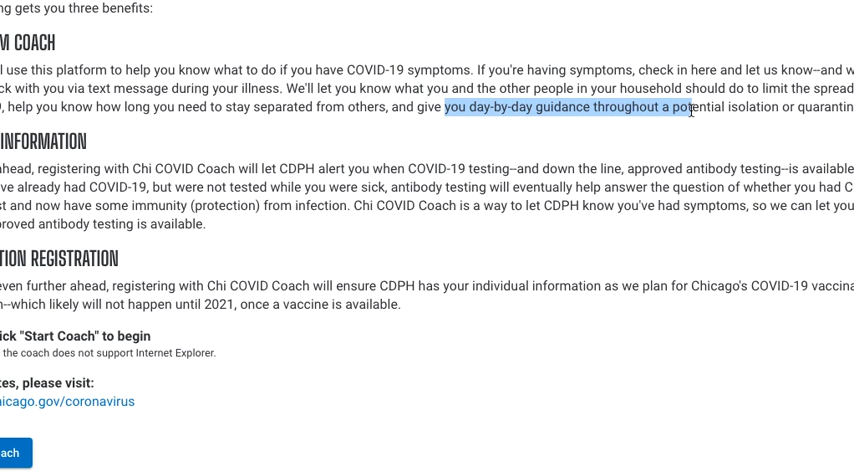 ng gets you three benefits:
M COACH
l use this platform to help you know what to do if you have COVID-19 symptoms. If you're having symptoms, check in here and let us know--and w
ck with you via text message during your illness. We'll let you know what you and the other people in your household should do to limit the spread
, help you know how long you need to stay separated from others, and give you day-by-day guidance throughout a potential isolation or quarantin
INFORMATION
ahead, registering with Chi COVID Coach will let CDPH alert you when COVID-19 testing--and down the line, approved antibody testing--is available
ve already had COVID-19, but were not tested while you were sick, antibody testing will eventually help answer the question of whether you had C
st and now have some immunity (protection) from infection. Chi COVID Coach is a way to let CDPH know you've had symptoms, so we can let you
proved antibody testing is available.
TION REGISTRATION
even further ahead, registering with Chi COVID Coach will ensure CDPH has your individual information as we plan for Chicago's COVID-19 vaccina
n--which likely will not happen until 2021, once a vaccine is available.
ick "Start Coach" to begin
the coach does not support Internet Explorer.
tes, please visit:
hicago.gov/coronavirus
ach